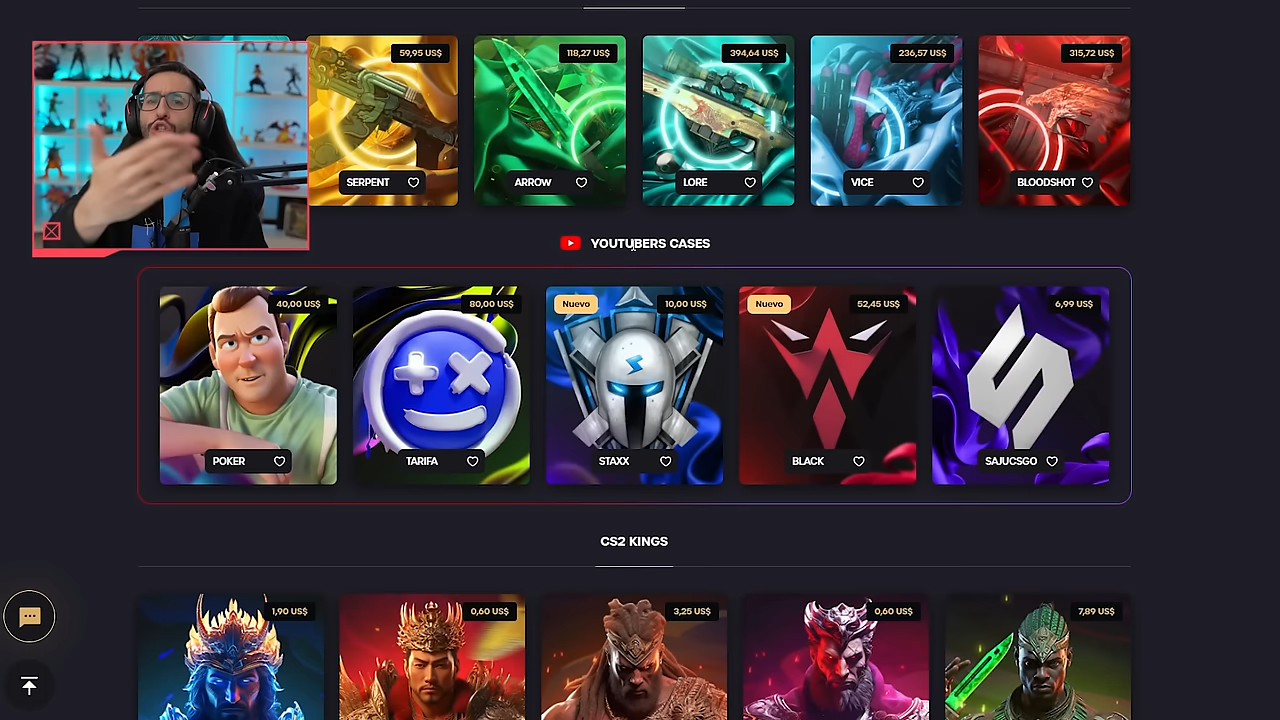 59,95 US$
118,27 US$
394,64 US$
236,57 US$
315,72 US$
SERPENT
ARROW
LORE
VICE
BLOODSHOT
YOUTUBERS CASES
40,00 US$
80,00 US$
Nuevo
10,00 US$
Nuevo
52,45 US$
6,99 US$
POKER
TARIFA
STAXX
BLACK
SAJUCSGO
CS2 KINGS
1,90 US$
0,60 US$
3,25 US$
0,60 US$
7,89 US$